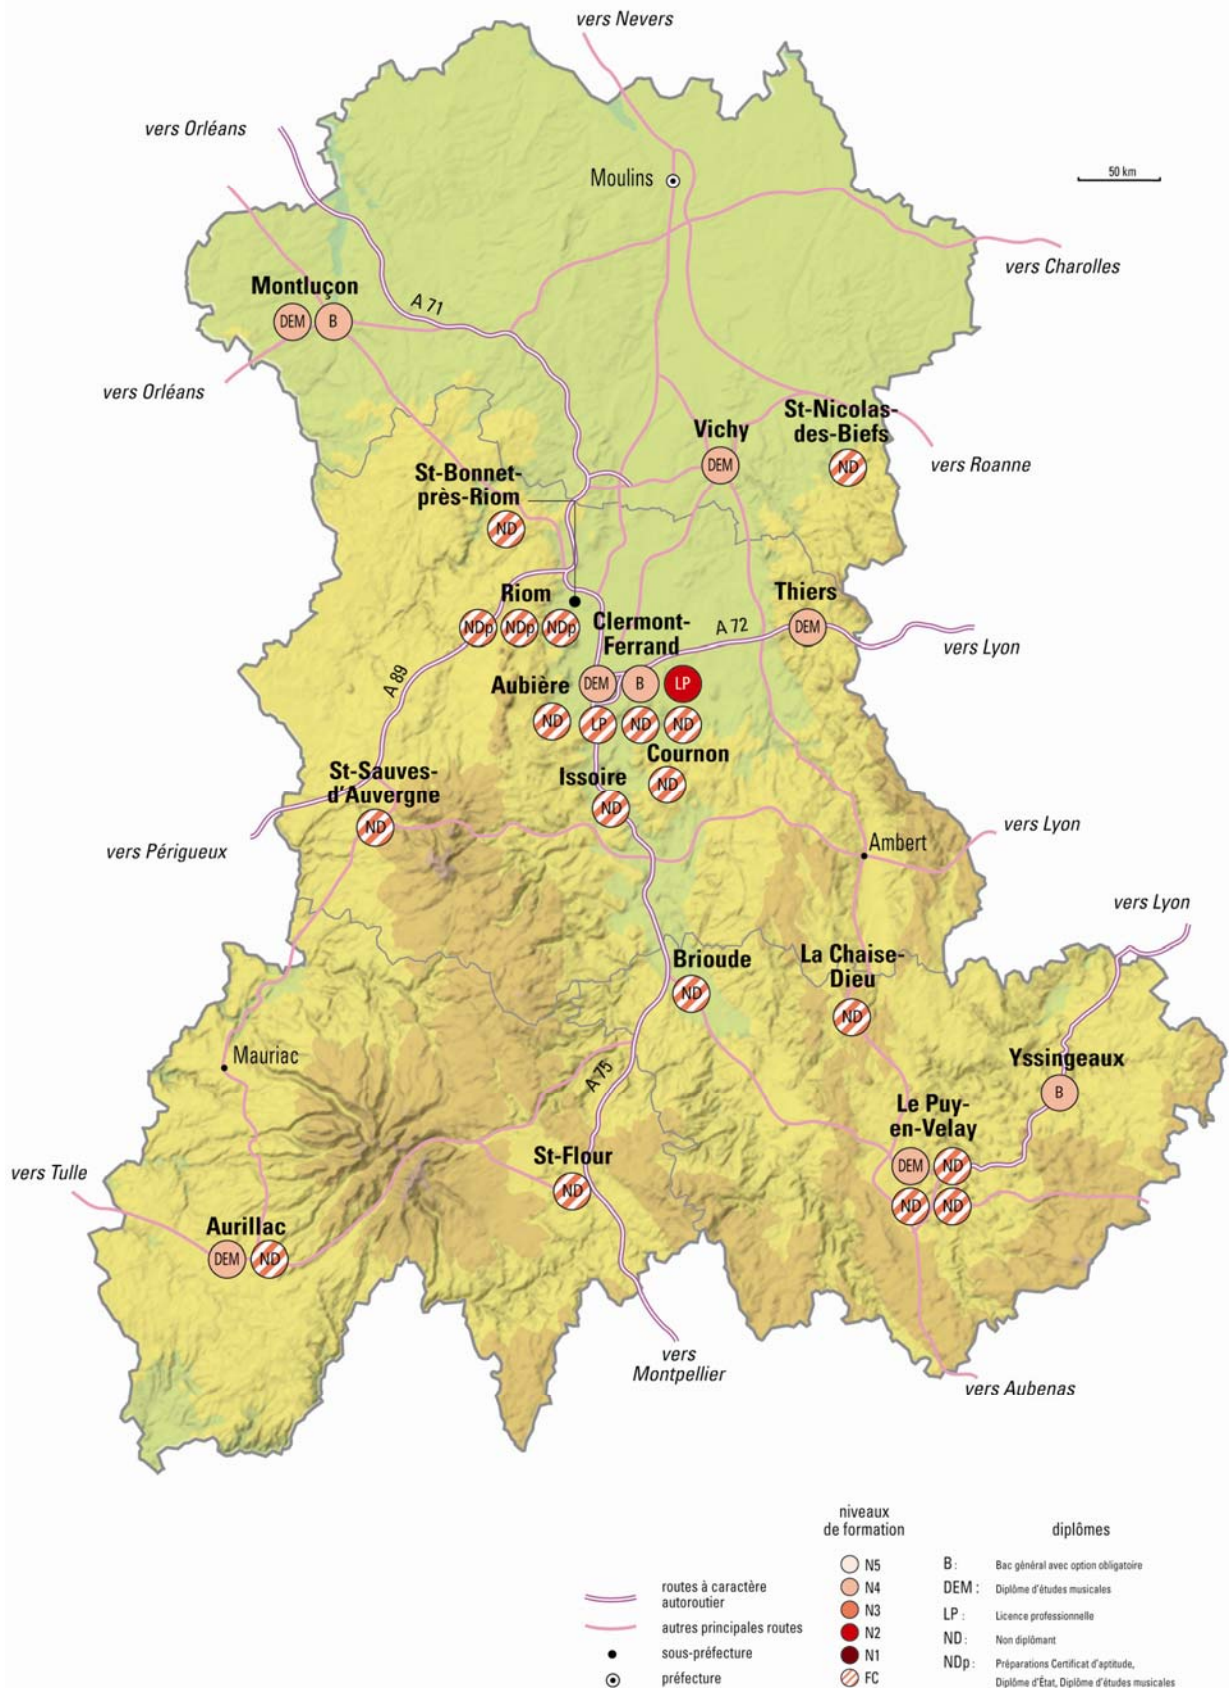 vers Nevers
vers Orléans
Moulins
50 km
vers Charolles
Montluçon
DEM B
A 71
vers Orléans
St-Nicolas-
des-Biefs
ND
Vichy
DEM
vers Roanne
St-Bonnet-
près-Riom
ND
Riom
NDp NDp NDp
Thiers
DEM
Clermont-
Ferrand
A 72
vers Lyon
A 89
Aubière
DEM B LP
ND LP ND ND
Cournon
ND
Issoire
ND
St-Sauves-
d'Auvergne
ND
vers Périgueux
vers Lyon
Ambert
vers Lyon
Brioude
ND
La Chaise-
Dieu
ND
Mauriac
A 75
Yssingeaux
B
Le Puy-
en-Velay
DEM ND
ND ND
St-Flour
ND
vers Tulle
Aurillac
DEM ND
vers
Montpellier
vers Aubenas
routes à caractère
autoroutier
autres principales routes
sous-préfecture
préfecture
niveaux
de formation
N5
N4
N3
N2
N1
FC
diplômes
B : Bac général avec option obligatoire
DEM : Diplôme d'études musicales
LP : Licence professionnelle
ND : Non diplômant
NDp : Préparations Certificat d'aptitude,
Diplôme d'État, Diplôme d'études musicales